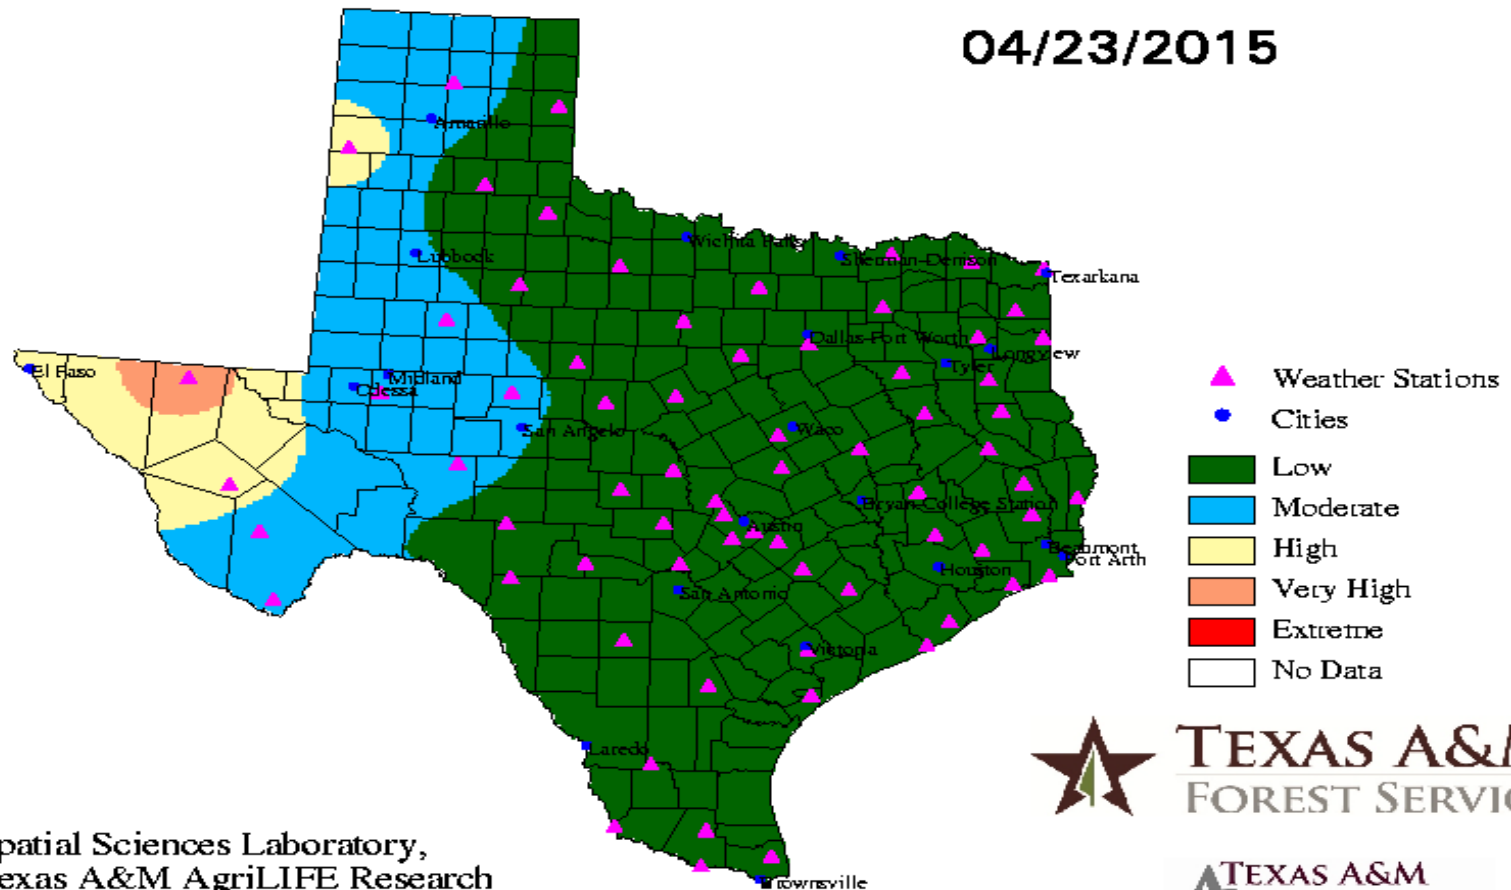 04/23/2015
Amarillo
Wichita Falls
Lubbock
Sherman-Denison
Texarkana
Dallas-Fort Worth
Longview
El Paso
Tyler
Midland
Odessa
San Angelo
Waco
Bryan-College Station
Austin
Beaumont
Port Arth
Houston
San Antonio
Victoria
Laredo
Brownsville
Weather Stations
Cities
Low
Moderate
High
Very High
Extreme
No Data
TEXAS A&M
FOREST SERVIC
patial Sciences Laboratory,
exas A&M AgriLIFE Research
TEXAS A&M